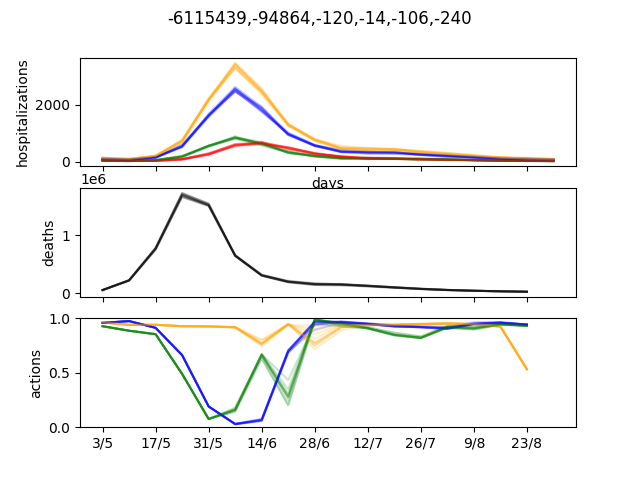 -6115439,-94864,-120,-14,-106,-240
hospitalizations
2000
0
days
1e6
deaths
1
0
actions
1.0
0.5
0.0
3/5 17/5 31/5 14/6 28/6 12/7 26/7 9/8 23/8